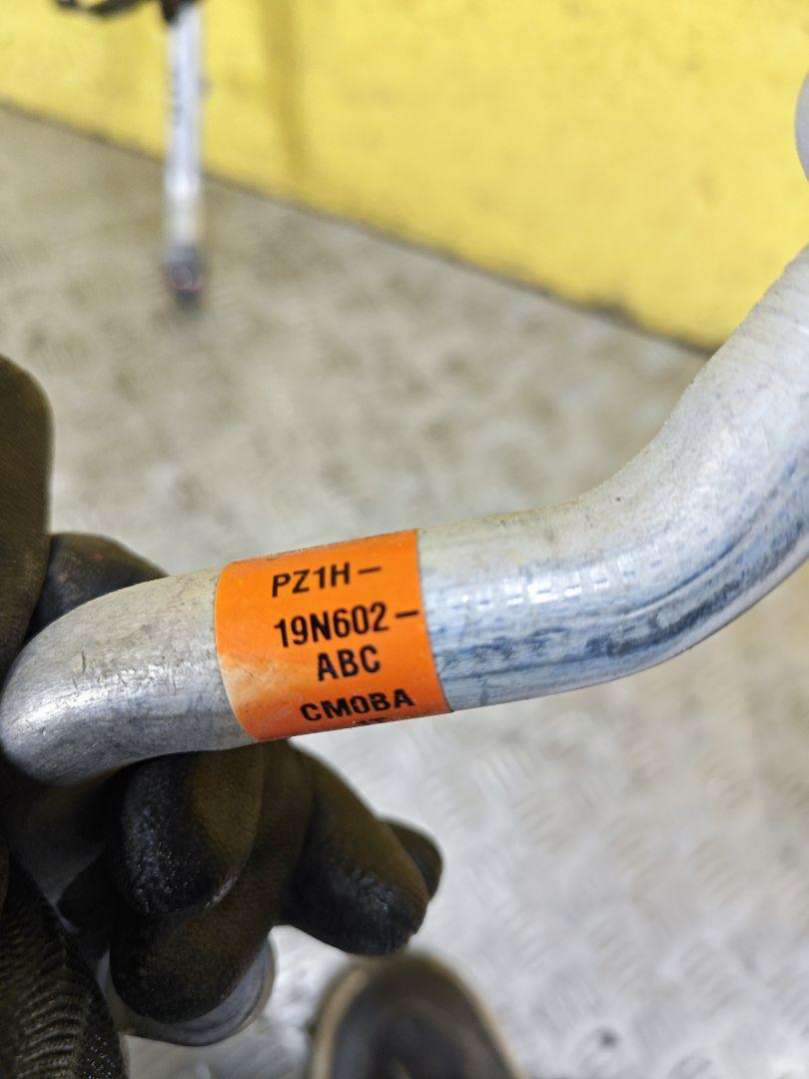 PZ1H-
19N602-
ABC
CM0BA